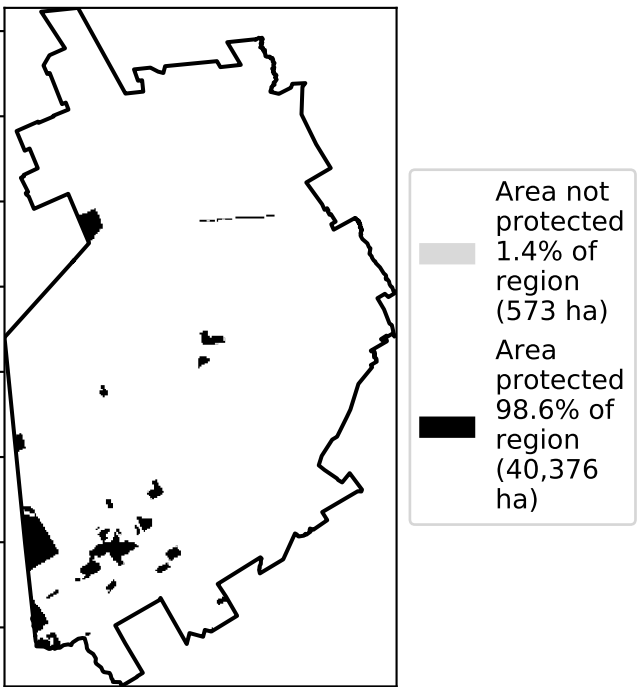 Area not
protected
1.4% of
region
(573 ha)
Area
protected
98.6% of
region
(40,376
ha)